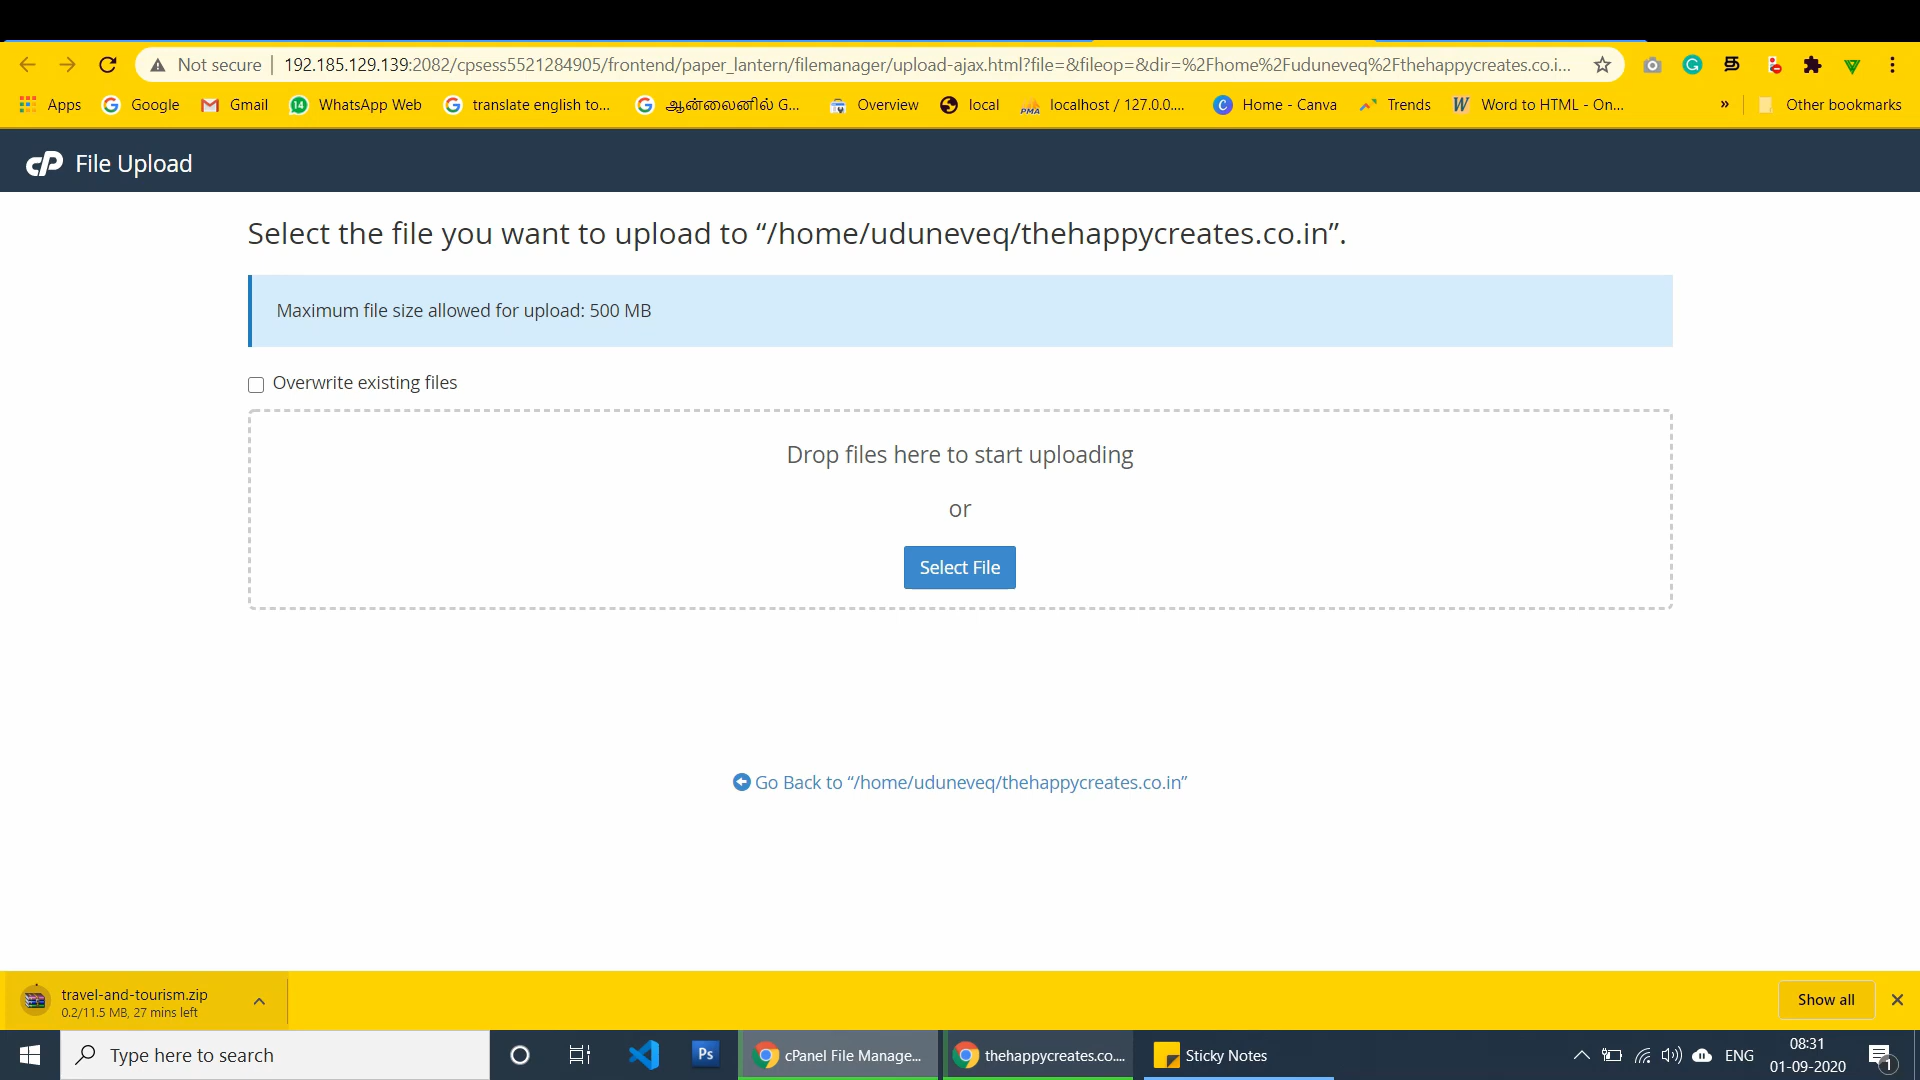 Not secure | 192.185.129.139:2082/cpsess5521284905/frontend/paper_lantern/filemanager/upload-ajax.html?file=&fileop=&dir=%2Fhome%2Fuduneveq%2Fthehappycreates.co.i...
Apps Google Gmail 14 WhatsApp Web translate english to... ஆன்லைனில் G... Overview local PMA localhost / 127.0.0.... C Home - Canva Trends W Word to HTML - On... » Other bookmarks
cP File Upload
Select the file you want to upload to “/home/uduneveq/thehappycreates.co.in”.
Maximum file size allowed for upload: 500 MB
Overwrite existing files
Drop files here to start uploading
or
Select File
Go Back to “/home/uduneveq/thehappycreates.co.in”
travel-and-tourism.zip
0.2/11.5 MB, 27 mins left
Show all
Type here to search Ps cPanel File Manage... thehappycreates.co.... Sticky Notes ENG
08:31
01-09-2020
1